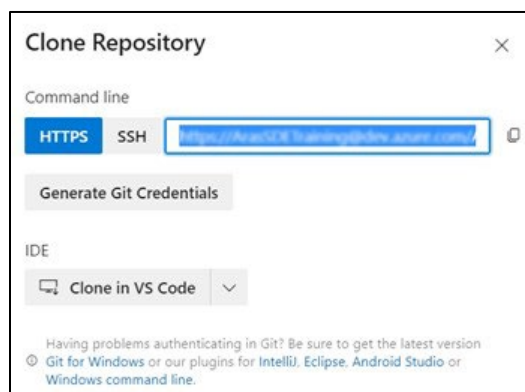 Clone Repository
Command line
HTTPS SSH https://ArasSDETraining@dev.azure.com/
Generate Git Credentials
IDE
Clone in VS Code
Having problems authenticating in Git? Be sure to get the latest version
Git for Windows or our plugins for IntelliJ, Eclipse, Android Studio or
Windows command line.